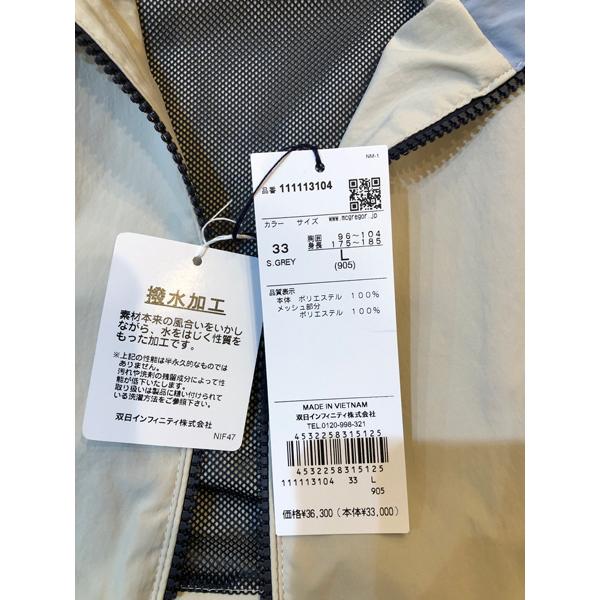 撥水加工
素材本来の風合いをいかし
ながら、水をはじく性質を
もった加工です。
※上記の性能は半永久的なものでは
ありません。
汚れや洗剤の残留成分によって性
能が低下いたします。
取り扱いは製品に縫い付けられて
いる洗濯方法をご参照下さい。
双日インフィニティ株式会社
NIF47
NM-1
品番 111113104
www.mcgregor.jp
カラー サイズ
33
S.GREY
胸囲 96～104
身長 175～185
L
(905)
品質表示
本体 ポリエステル 100%
メッシュ部分
ポリエステル 100%
MADE IN VIETNAM
双日インフィニティ株式会社
TEL.0120-998-321
4532258315125
4532258315125
111113104 33 L
905
価格¥36,300 (本体¥33,000)